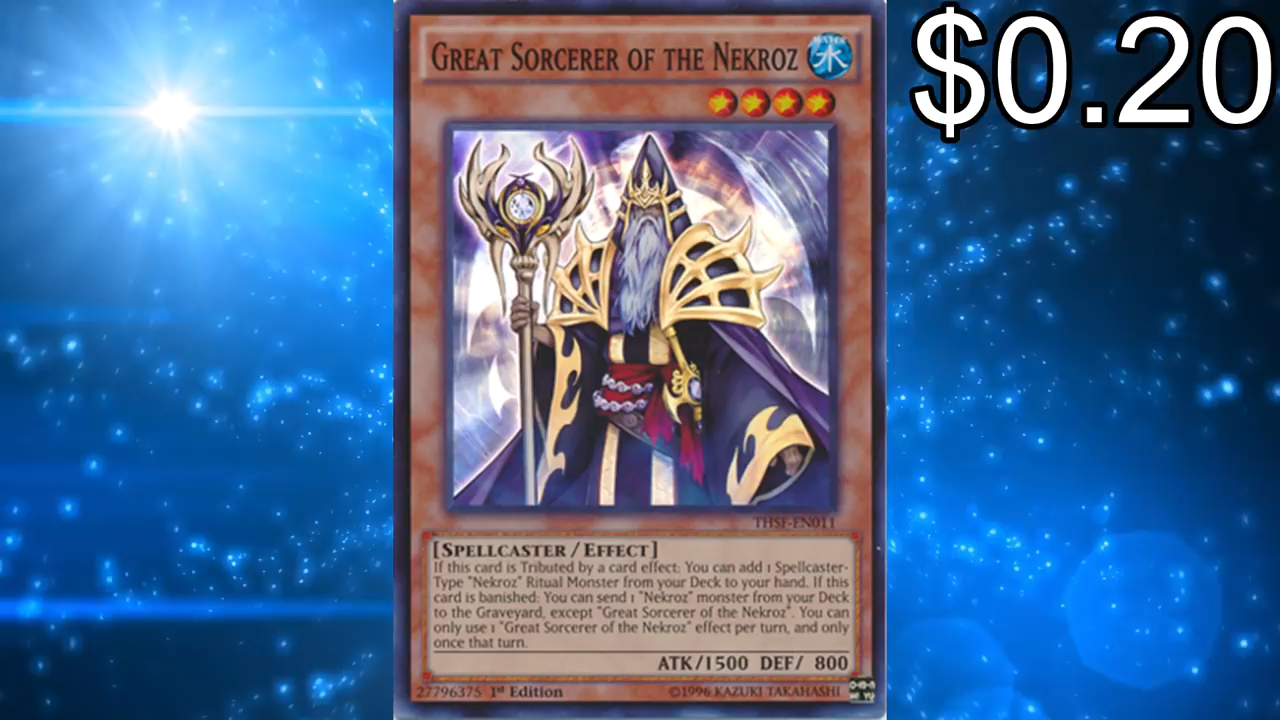 GREAT SORCERER OF THE NEKROZ
WATER
水
$0.20
THSF-EN011
[SPELLCASTER / EFFECT]
If this card is Tributed by a card effect: You can add 1 Spellcaster-
Type "Nekroz" Ritual Monster from your Deck to your hand. If this
card is banished: You can send 1 "Nekroz" monster from your Deck
to the Graveyard, except "Great Sorcerer of the Nekroz". You can
only use 1 "Great Sorcerer of the Nekroz" effect per turn, and only
once that turn.
ATK/1500 DEF/ 800
27796375 1st Edition
©1996 KAZUKI TAKAHASHI